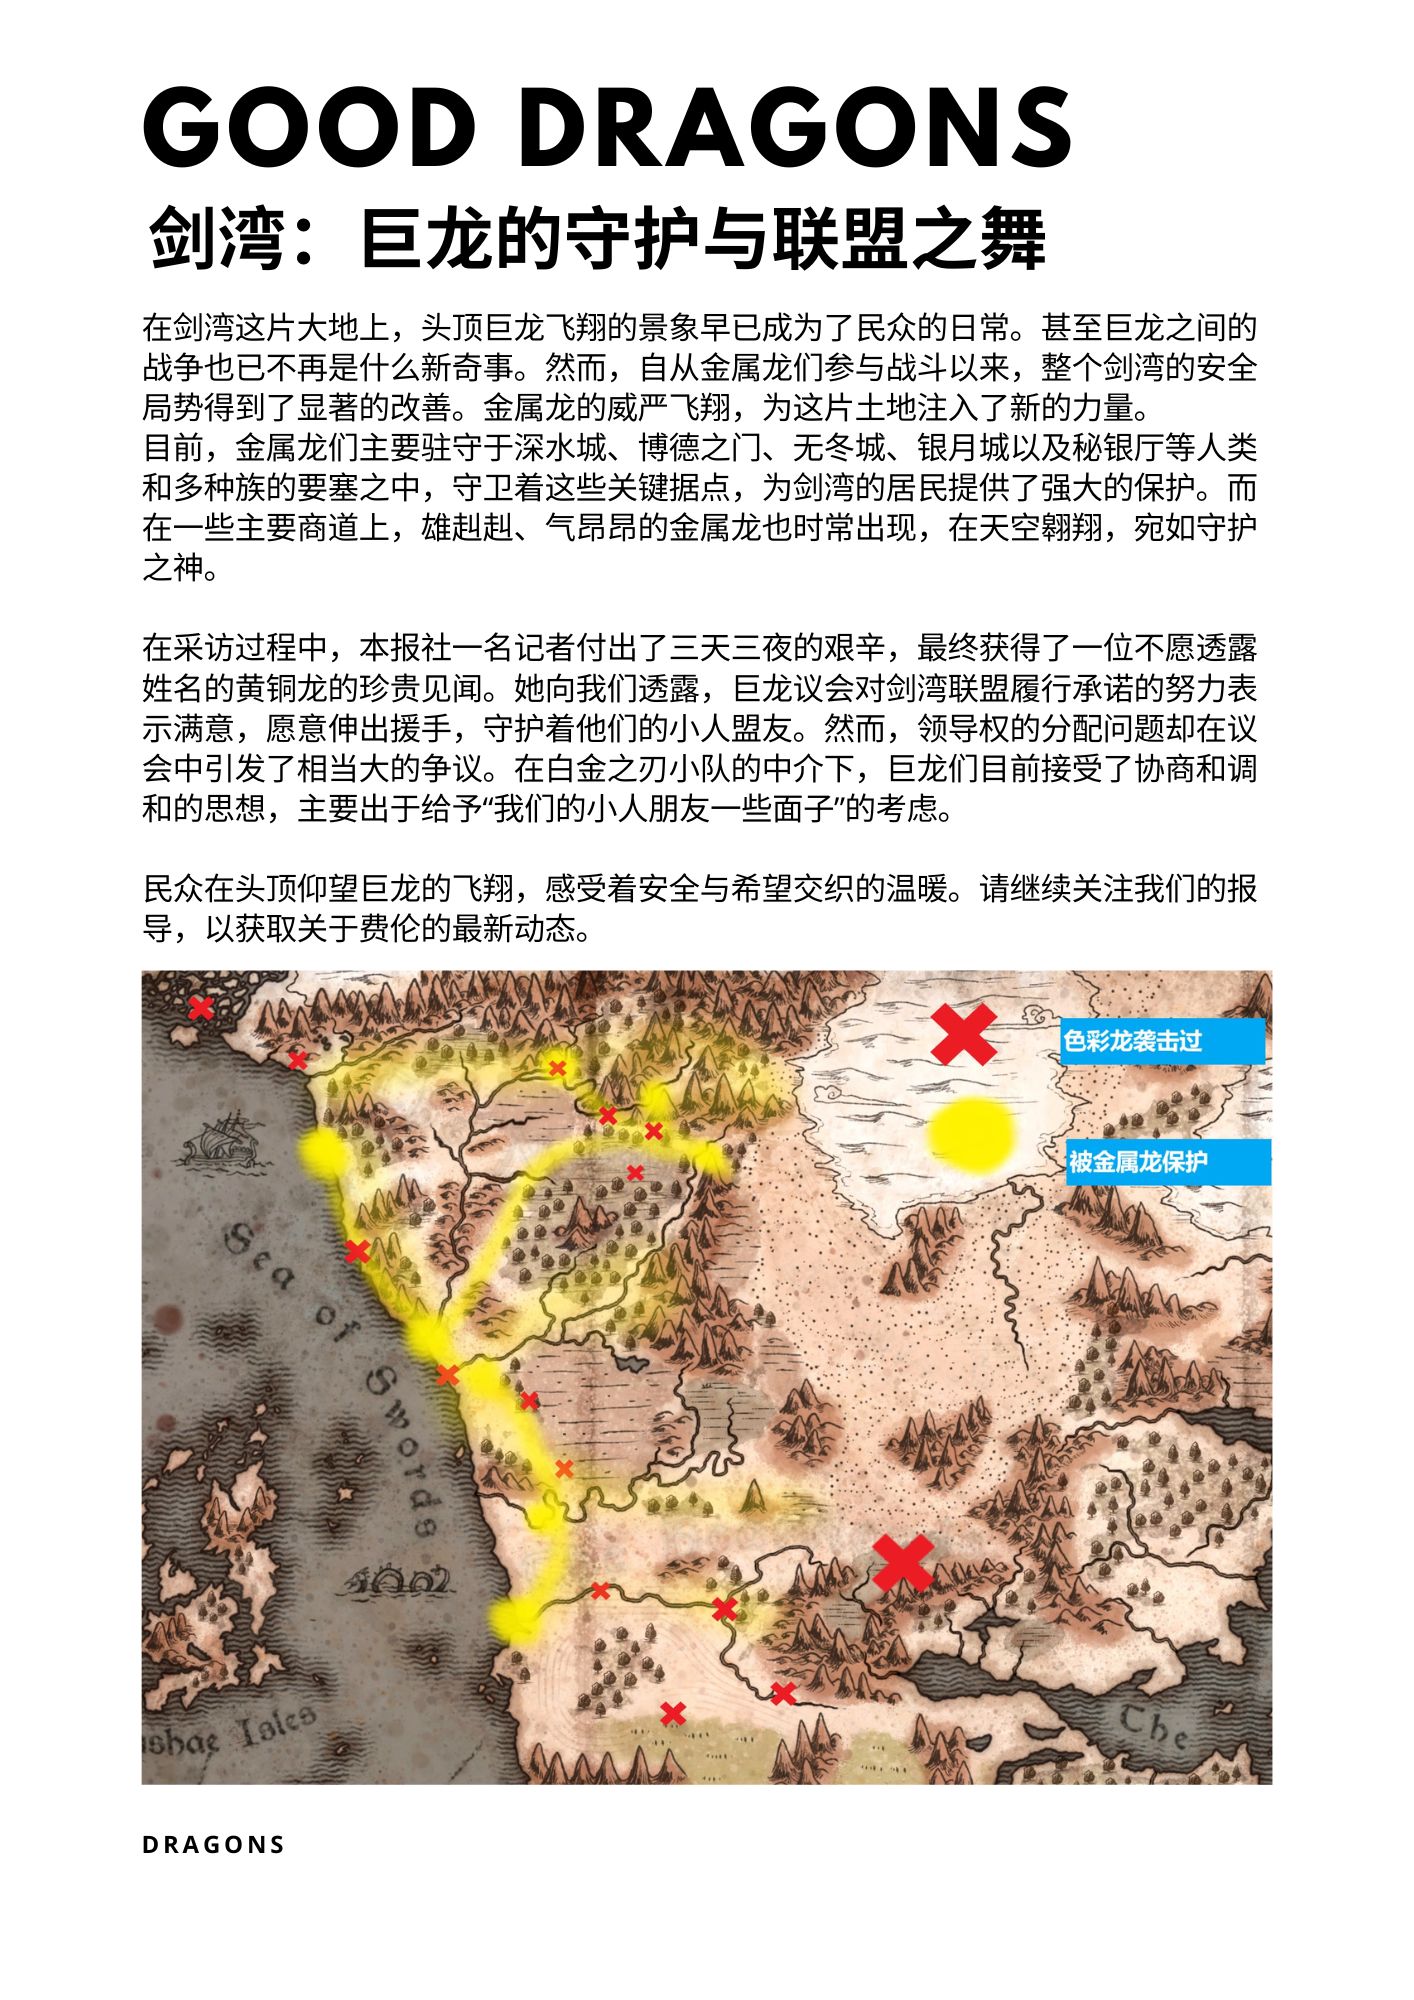 GOOD DRAGONS
剑湾：巨龙的守护与联盟之舞
在剑湾这片大地上，头顶巨龙飞翔的景象早已成为了民众的日常。甚至巨龙之间的
战争也已不再是什么新奇事。然而，自从金属龙们参与战斗以来，整个剑湾的安全
局势得到了显著的改善。金属龙的威严飞翔，为这片土地注入了新的力量。
目前，金属龙们主要驻守于深水城、博德之门、无冬城、银月城以及秘银厅等人类
和多种族的要塞之中，守卫着这些关键据点，为剑湾的居民提供了强大的保护。而
在一些主要商道上，雄赳赳、气昂昂的金属龙也时常出现，在天空翱翔，宛如守护
之神。
在采访过程中，本报社一名记者付出了三天三夜的艰辛，最终获得了一位不愿透露
姓名的黄铜龙的珍贵见闻。她向我们透露，巨龙议会对剑湾联盟履行承诺的努力表
示满意，愿意伸出援手，守护着他们的小人盟友。然而，领导权的分配问题却在议
会中引发了相当大的争议。在白金之刃小队的中介下，巨龙们目前接受了协商和调
和的思想，主要出于给予“我们的小人朋友一些面子”的考虑。
民众在头顶仰望巨龙的飞翔，感受着安全与希望交织的温暖。请继续关注我们的报
导，以获取关于费伦的最新动态。
色彩龙袭击过
被金属龙保护
Sea of Swords
shae Isles
The
DRAGONS